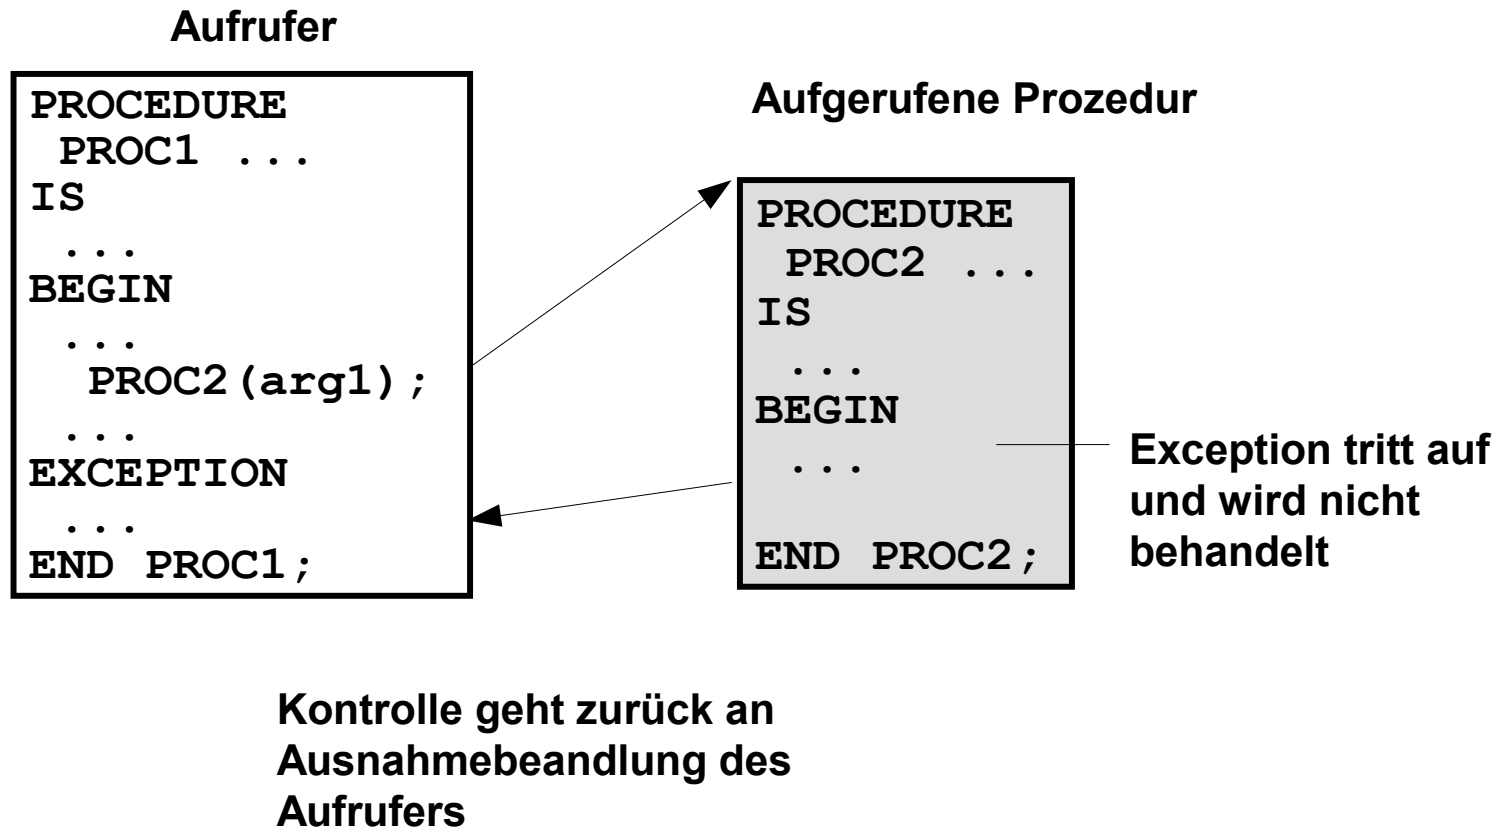 Aufrufer
PROCEDURE
PROC1 ...
IS
...
BEGIN
...
PROC2(arg1);
...
EXCEPTION
...
END PROC1;
Aufgerufene Prozedur
PROCEDURE
PROC2 ...
IS
...
BEGIN
...
END PROC2;
Exception tritt auf
und wird nicht
behandelt
Kontrolle geht zurück an
Ausnahmebeandlung des
Aufrufers